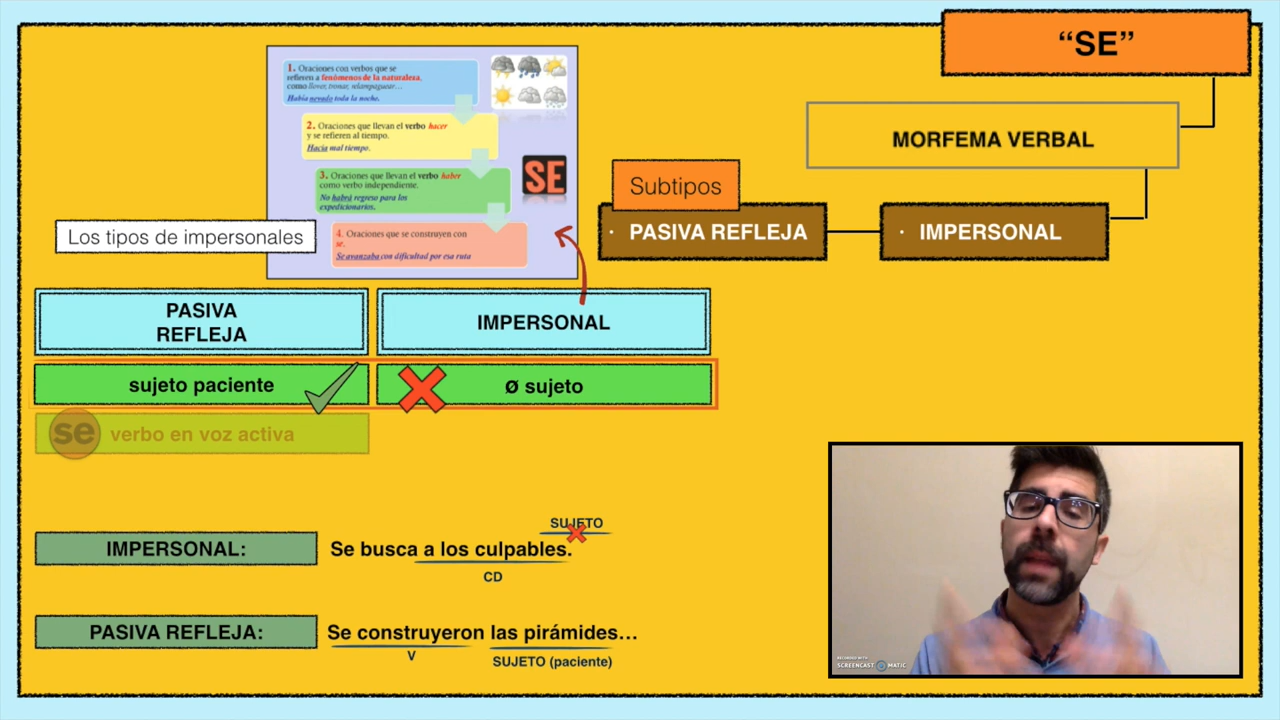 “SE”
MORFEMA VERBAL
Subtipos
· PASIVA REFLEJA
· IMPERSONAL
1. Oraciones con verbos que se
refieren a fenómenos de la naturaleza,
como llover, tronar, relampaguear…
Había nevado toda la noche.
2. Oraciones que llevan el verbo hacer
y se refieren al tiempo.
Hacía mal tiempo.
3. Oraciones que llevan el verbo haber
como verbo independiente.
No habrá regreso para los
expedicionarios.
SE
4. Oraciones que se construyen con
se.
Se avanzaba con dificultad por esa ruta
Los tipos de impersonales
PASIVA
REFLEJA
IMPERSONAL
sujeto paciente
Ø sujeto
se verbo en voz activa
SUJETO
IMPERSONAL: Se busca a los culpables.
CD
PASIVA REFLEJA: Se construyeron las pirámides…
V
SUJETO (paciente)
RECORDED WITH
SCREENCAST MATIC